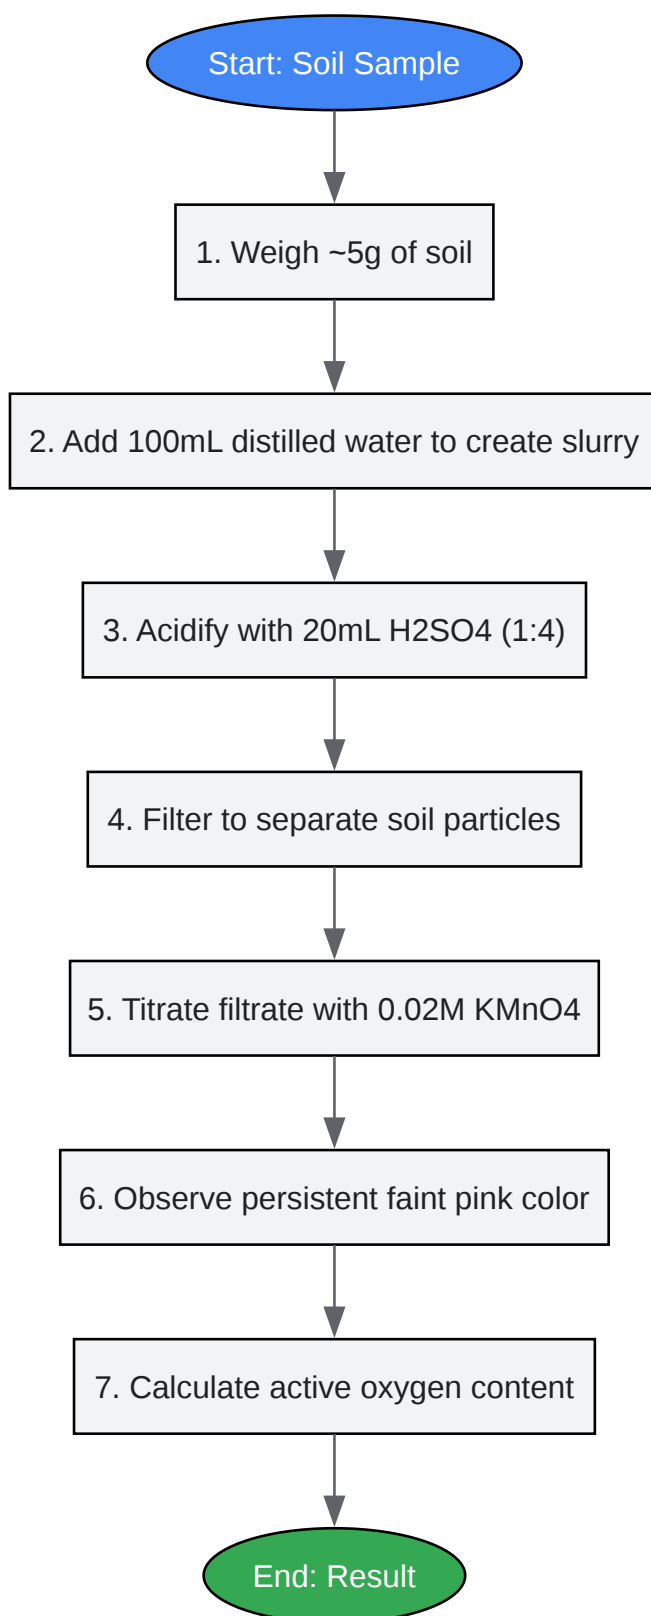 Start: Soil Sample
1. Weigh ~5g of soil
2. Add 100mL distilled water to create slurry
3. Acidify with 20mL H2SO4 (1:4)
4. Filter to separate soil particles
5. Titrate filtrate with 0.02M KMnO4
6. Observe persistent faint pink color
7. Calculate active oxygen content
End: Result